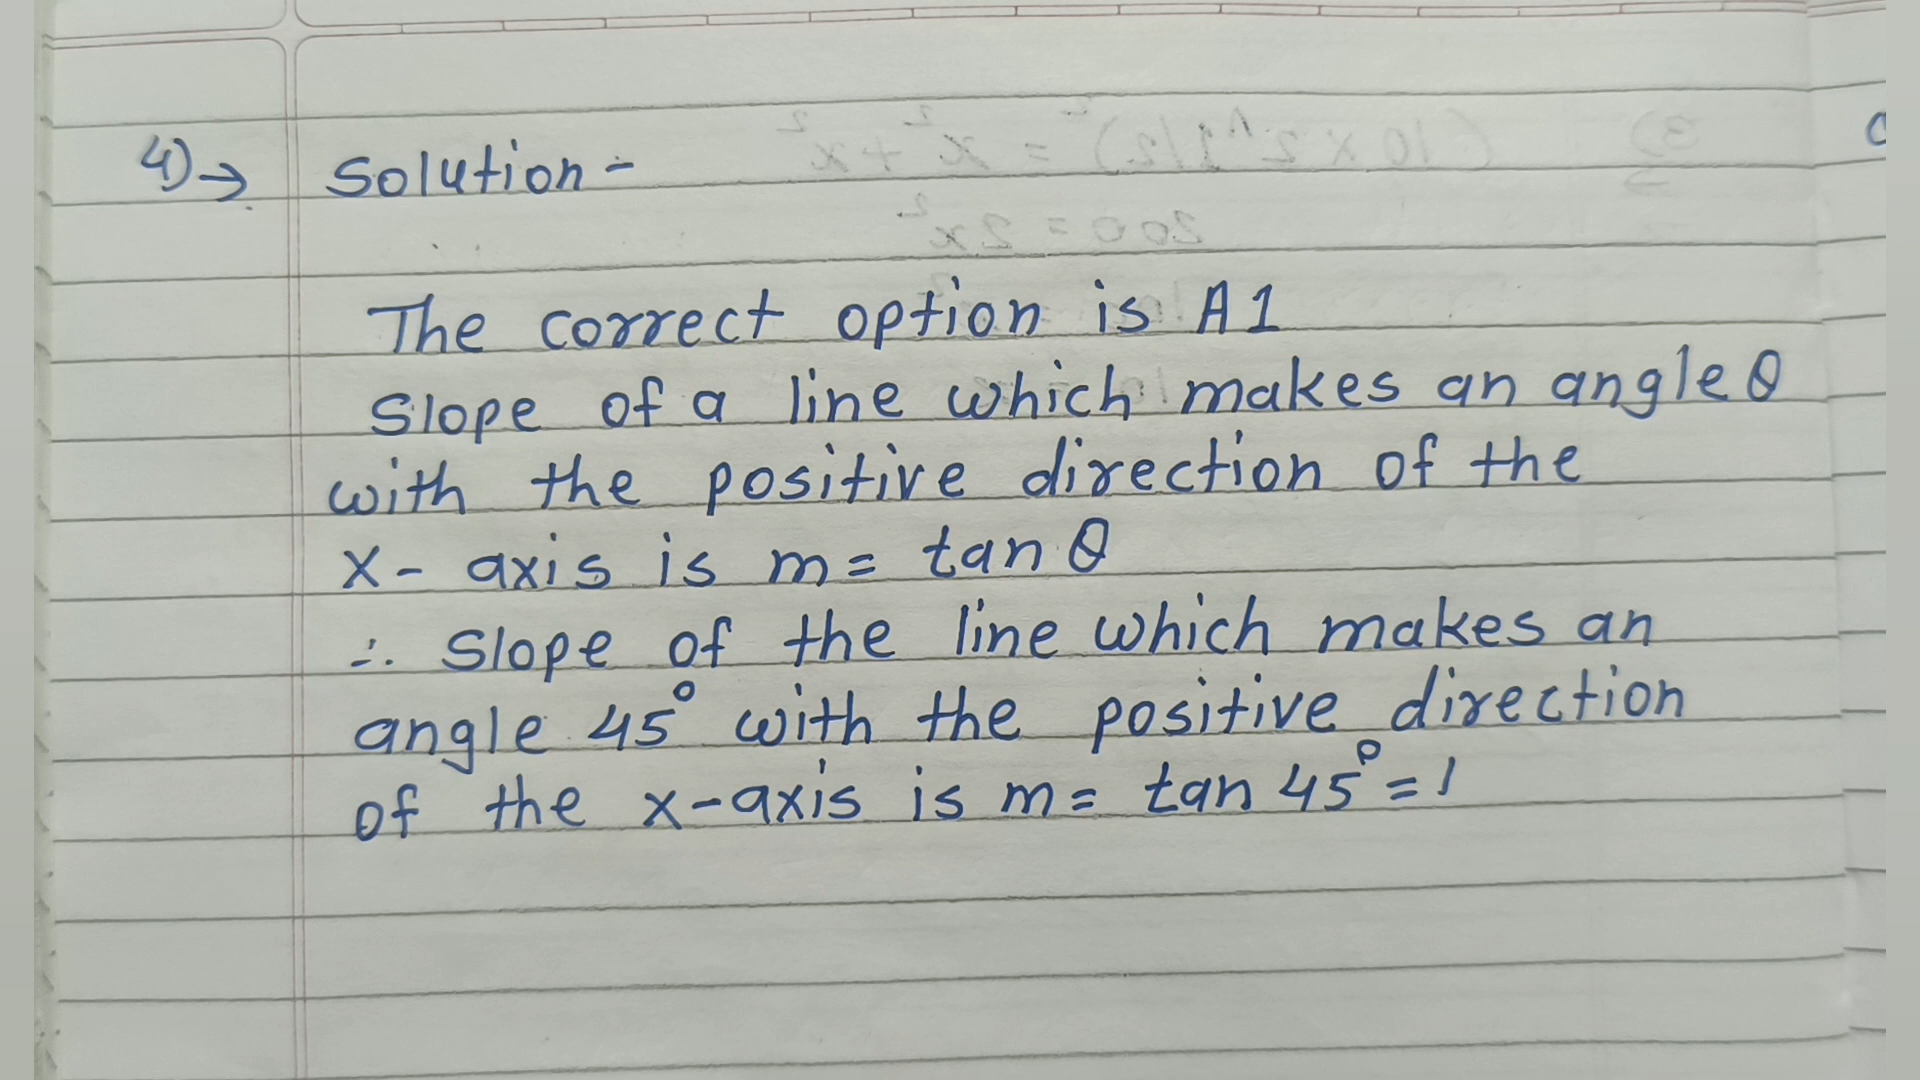 4)→ Solution -
The correct option is A 1
Slope of a line which makes an angle θ
with the positive direction of the
x- axis is m = tan θ
∴ Slope of the line which makes an
angle 45° with the positive direction
of the x-axis is m = tan 45° = 1